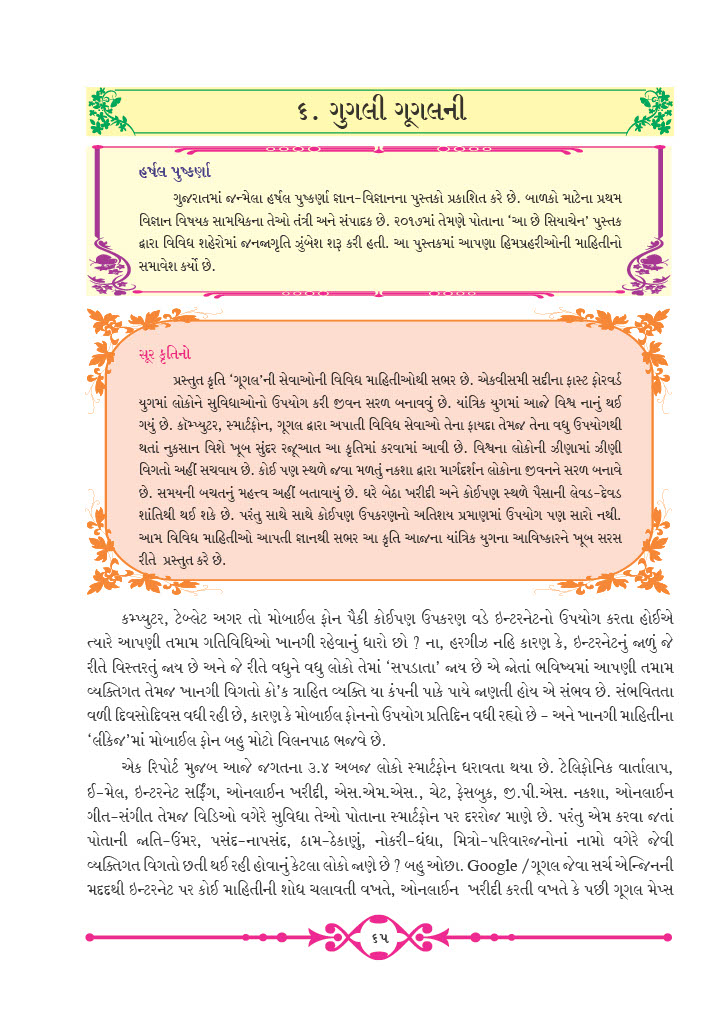 ૬. ગુગલી ગૂગલની
હર્ષલ પુષ્કર્ણા
ગુજરાતમાં જન્મેલા હર્ષલ પુષ્કર્ણા જ્ઞાન-વિજ્ઞાનના પુસ્તકો પ્રકાશિત કરે છે. બાળકો માટેના પ્રથમ
વિજ્ઞાન વિષયક સામયિકના તેઓ તંત્રી અને સંપાદક છે. ૨૦૧૭માં તેમણે પોતાના ‘આ છે સિયાચેન’ પુસ્તક
દ્વારા વિવિધ શહેરોમાં જનજાગૃતિ ઝુંબેશ શરૂ કરી હતી. આ પુસ્તકમાં આપણા હિમપ્રહરીઓની માહિતીનો
સમાવેશ કર્યો છે.
સૂર કૃતિનો
પ્રસ્તુત કૃતિ ‘ગૂગલ’ની સેવાઓની વિવિધ માહિતીઓથી સભર છે. એકવીસમી સદીના ફાસ્ટ ફોરવર્ડ
યુગમાં લોકોને સુવિધાઓનો ઉપયોગ કરી જીવન સરળ બનાવવું છે. યાંત્રિક યુગમાં આજે વિશ્વ નાનું થઈ
ગયું છે. કૉમ્પ્યુટર, સ્માર્ટફોન, ગૂગલ દ્વારા અપાતી વિવિધ સેવાઓ તેના ફાયદા તેમજ તેના વધુ ઉપયોગથી
થતાં નુકસાન વિશે ખૂબ સુંદર રજૂઆત આ કૃતિમાં કરવામાં આવી છે. વિશ્વના લોકોની ઝીણામાં ઝીણી
વિગતો અહીં સચવાય છે. કોઈ પણ સ્થળે જવા મળતું નકશા દ્વારા માર્ગદર્શન લોકોના જીવનને સરળ બનાવે
છે. સમયની બચતનું મહત્ત્વ અહીં બતાવાયું છે. ઘરે બેઠા ખરીદી અને કોઈપણ સ્થળે પૈસાની લેવડ-દેવડ
શાંતિથી થઈ શકે છે. પરંતુ સાથે સાથે કોઈપણ ઉપકરણનો અતિશય પ્રમાણમાં ઉપયોગ પણ સારો નથી.
આમ વિવિધ માહિતીઓ આપતી જ્ઞાનથી સભર આ કૃતિ આજના યાંત્રિક યુગના આવિષ્કારને ખૂબ સરસ
રીતે પ્રસ્તુત કરે છે.
કમ્પ્યુટર, ટેબ્લેટ અગર તો મોબાઈલ ફોન પૈકી કોઈપણ ઉપકરણ વડે ઇન્ટરનેટનો ઉપયોગ કરતા હોઈએ
ત્યારે આપણી તમામ ગતિવિધિઓ ખાનગી રહેવાનું ધારો છો ? ના, હરગીઝ નહિ કારણ કે, ઇન્ટરનેટનું જાળું જે
રીતે વિસ્તરતું જાય છે અને જે રીતે વધુને વધુ લોકો તેમાં ‘સપડાતા’ જાય છે એ જોતાં ભવિષ્યમાં આપણી તમામ
વ્યક્તિગત તેમજ ખાનગી વિગતો કો’ક ત્રાહિત વ્યક્તિ યા કંપની પાકે પાયે જાણતી હોય એ સંભવ છે. સંભવિતતા
વળી દિવસોદિવસ વધી રહી છે, કારણ કે મોબાઈલ ફોનનો ઉપયોગ પ્રતિદિન વધી રહ્યો છે – અને ખાનગી માહિતીના
‘લીકેજ’માં મોબાઈલ ફોન બહુ મોટો વિલનપાઠ ભજવે છે.
એક રિપોર્ટ મુજબ આજે જગતના ૩.૪ અબજ લોકો સ્માર્ટફોન ધરાવતા થયા છે. ટેલિફોનિક વાર્તાલાપ,
ઈ-મેલ, ઇન્ટરનેટ સર્ફિંગ, ઓનલાઈન ખરીદી, એસ.એમ.એસ., ચેટ, ફેસબુક, જી.પી.એસ. નકશા, ઓનલાઈન
ગીત-સંગીત તેમજ વિડિઓ વગેરે સુવિધા તેઓ પોતાના સ્માર્ટફોન પર દરરોજ માણે છે. પરંતુ એમ કરવા જતાં
પોતાની જાતિ-ઉંમર, પસંદ-નાપસંદ, ઠામ-ઠેકાણું, નોકરી-ધંધા, મિત્રો-પરિવારજનોનાં નામો વગેરે જેવી
વ્યક્તિગત વિગતો છતી થઈ રહી હોવાનું કેટલા લોકો જાણે છે ? બહુ ઓછા. Google /ગૂગલ જેવા સર્ચ એન્જિનની
મદદથી ઇન્ટરનેટ પર કોઈ માહિતીની શોધ ચલાવતી વખતે, ઓનલાઈન ખરીદી કરતી વખતે કે પછી ગૂગલ મેપ્સ
૬૫